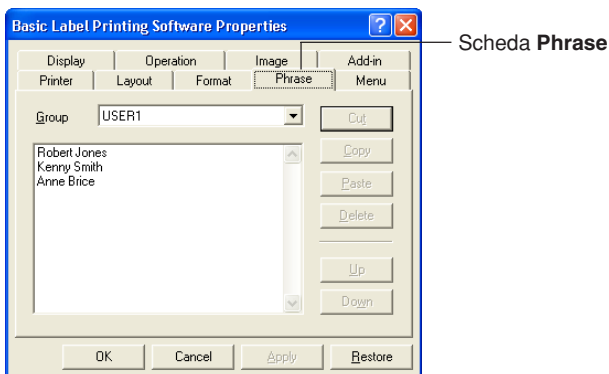 Basic Label Printing Software Properties
Scheda Phrase
Display Operation Image Add-in
Printer Layout Format Phrase Menu
Group USER1 Cut
Robert Jones
Kenny Smith
Anne Brice
Copy
Paste
Delete
Up
Down
OK Cancel Apply Restore